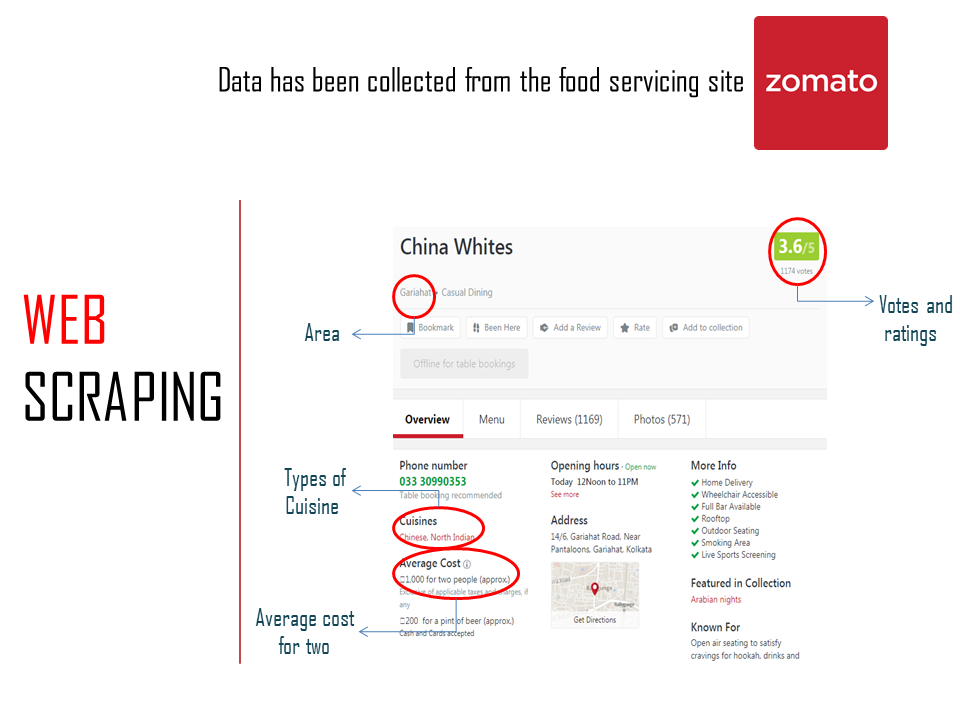 Data has been collected from the food servicing site
zomato
WEB
SCRAPING
China Whites
3.6/5
1174 votes
Gariahat • Casual Dining
Area
Votes and
ratings
Bookmark
Been Here
Add a Review
Rate
Add to collection
Offline for table bookings
Overview
Menu
Reviews (1169)
Photos (571)
Types of
Cuisine
Phone number
033 30990353
Table booking recommended
Cuisines
Chinese, North Indian
Average Cost
1,000 for two people (approx.)
Exclusive of applicable taxes and charges, if
any
200 for a pint of beer (approx.)
Cash and Cards accepted
Average cost
for two
Opening hours - Open now
Today 12Noon to 11PM
See more
Address
14/6, Gariahat Road, Near
Pantaloons, Gariahat, Kolkata
Get Directions
More Info
Home Delivery
Wheelchair Accessible
Full Bar Available
Rooftop
Outdoor Seating
Smoking Area
Live Sports Screening
Featured in Collection
Arabian nights
Known For
Open air seating to satisfy
cravings for hookah, drinks and